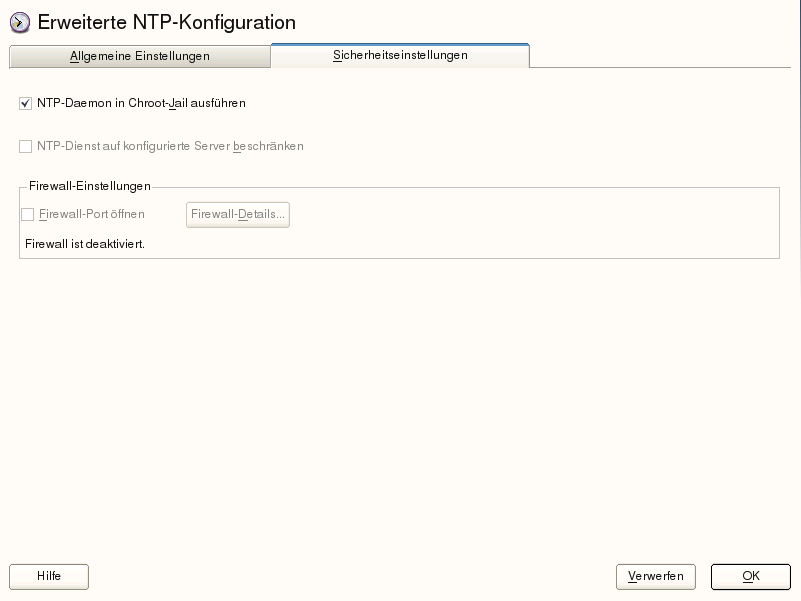 Erweiterte NTP-Konfiguration
Allgemeine Einstellungen
Sicherheitseinstellungen
NTP-Daemon in Chroot-Jail ausführen
NTP-Dienst auf konfigurierte Server beschränken
Firewall-Einstellungen
Firewall-Port öffnen
Firewall-Details...
Firewall ist deaktiviert.
Hilfe
Verwerfen
OK